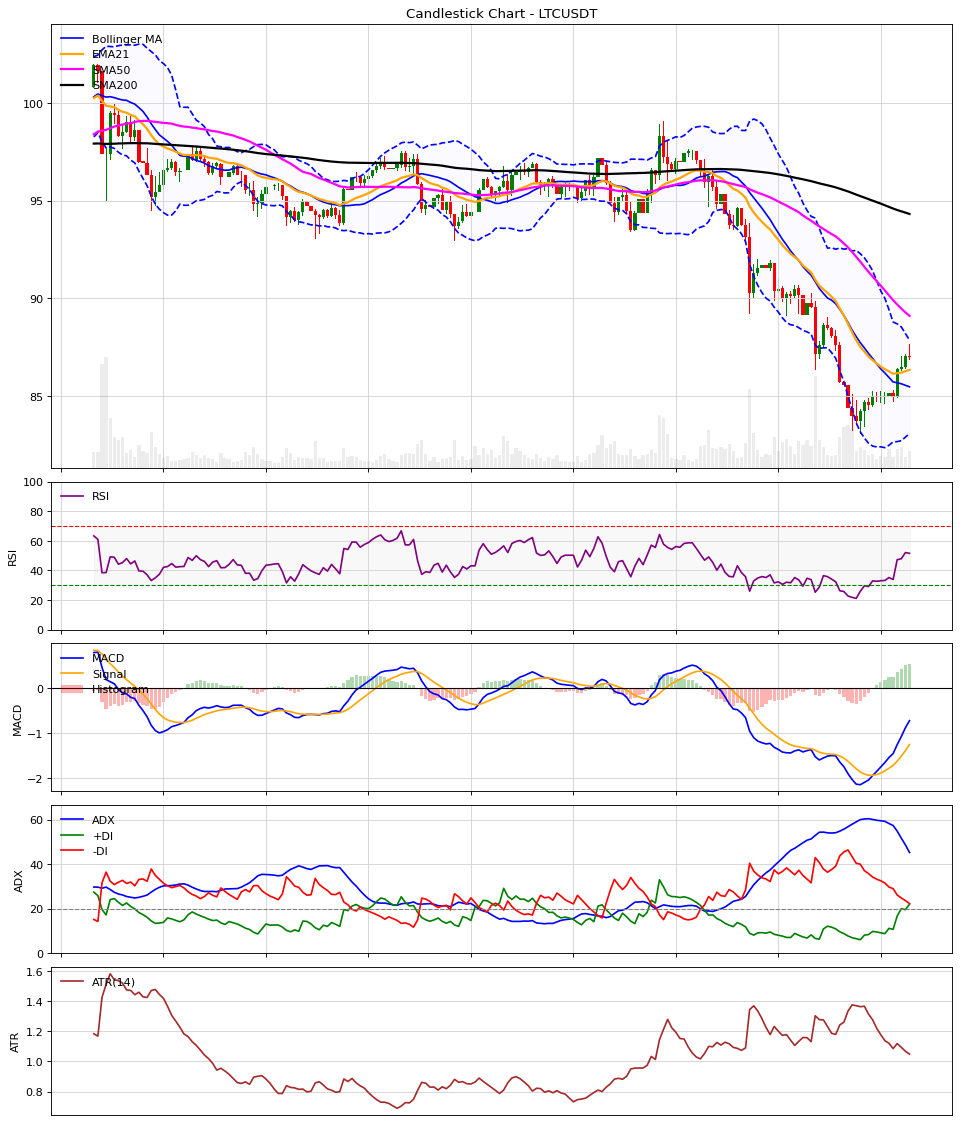 Candlestick Chart - LTCUSDT
Bollinger MA
EMA21
SMA50
SMA200
100
95
90
85
RSI
100
80
60
40
20
0
RSI
MACD
Signal
Histogram
0
−1
−2
MACD
ADX
+DI
-DI
60
40
20
0
ADX
ATR(14)
1.6
1.4
1.2
1.0
0.8
ATR